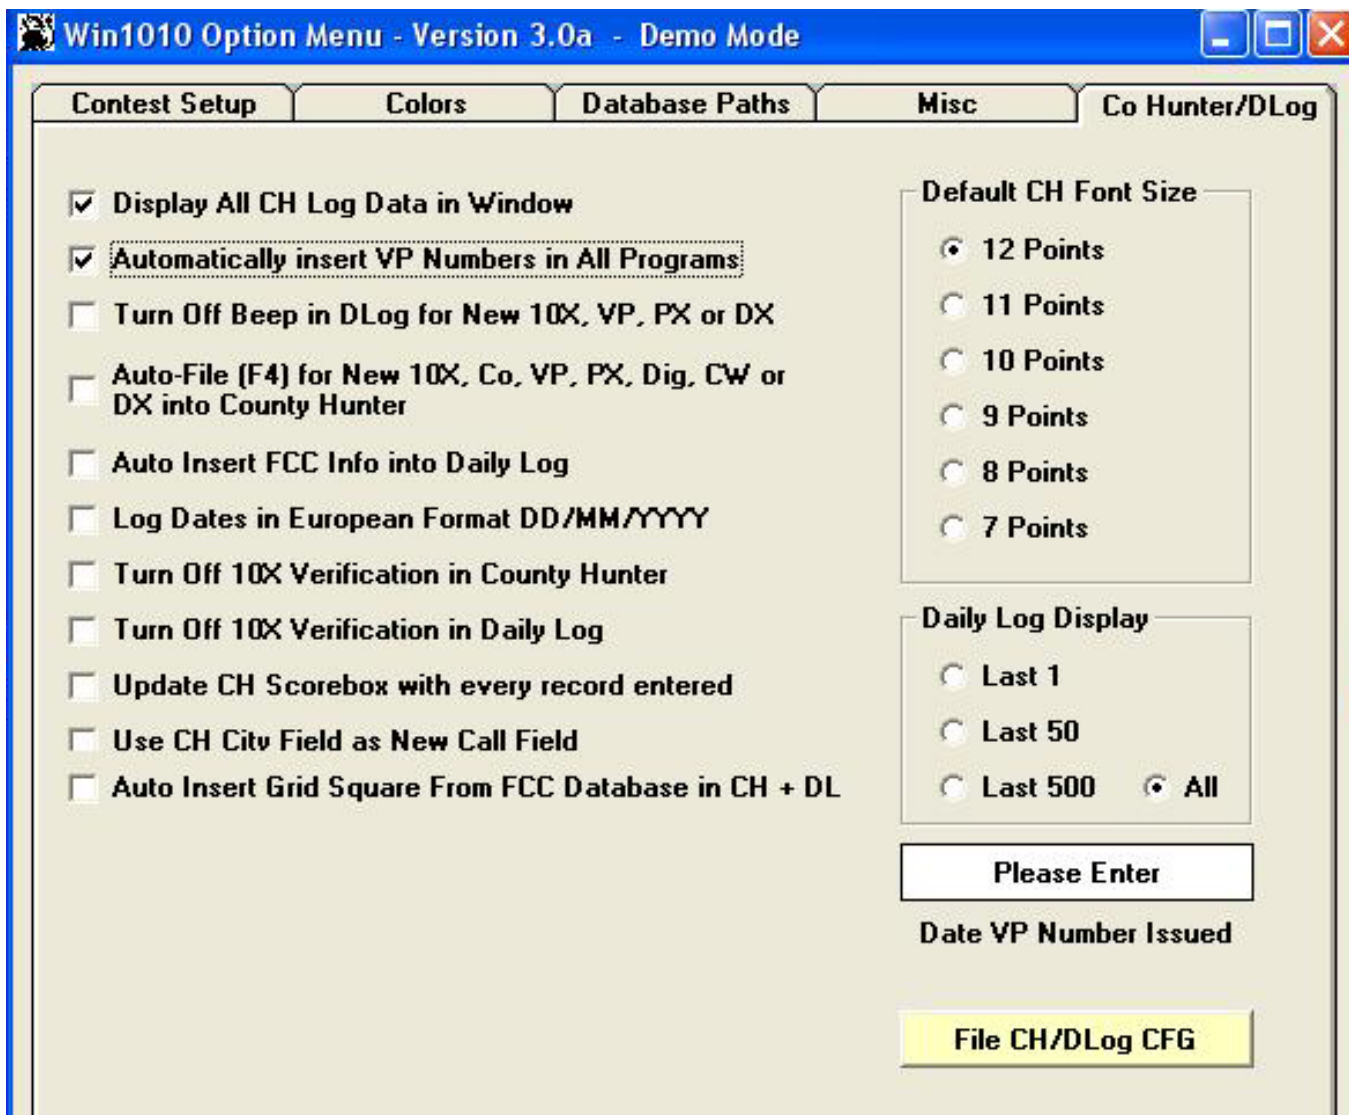 Win1010 Option Menu - Version 3.0a - Demo Mode
Contest Setup
Colors
Database Paths
Misc
Co Hunter/DLog
Display All CH Log Data in Window
Automatically insert VP Numbers in All Programs
Turn Off Beep in DLog for New 10X, VP, PX or DX
Auto-File (F4) for New 10X, Co, VP, PX, Dig, CW or
DX into County Hunter
Auto Insert FCC Info into Daily Log
Log Dates in European Format DD/MM/YYYY
Turn Off 10X Verification in County Hunter
Turn Off 10X Verification in Daily Log
Update CH Scorebox with every record entered
Use CH City Field as New Call Field
Auto Insert Grid Square From FCC Database in CH + DL
Default CH Font Size
12 Points
11 Points
10 Points
9 Points
8 Points
7 Points
Daily Log Display
Last 1
Last 50
Last 500
All
Please Enter
Date VP Number Issued
File CH/DLog CFG